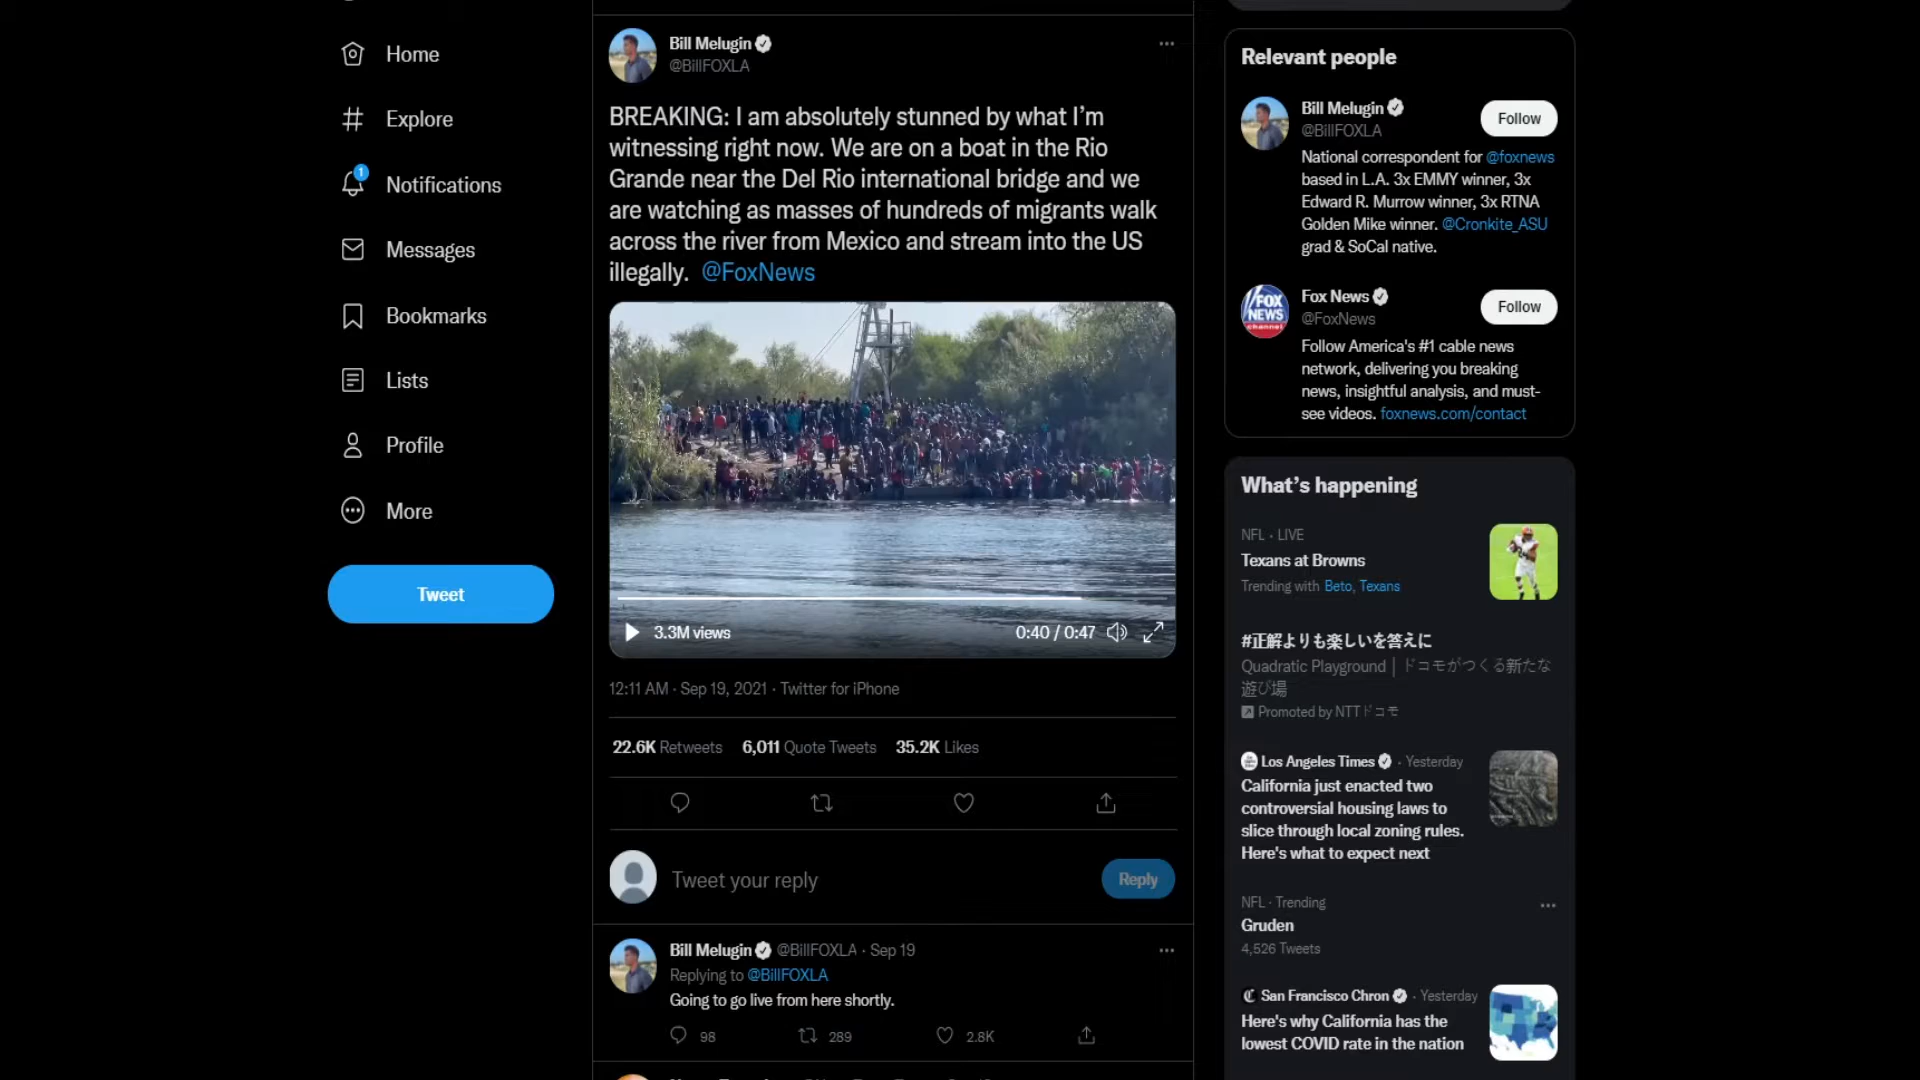 Home
Explore
1
Notifications
Messages
Bookmarks
Lists
Profile
More
Tweet
Bill Melugin
@BillFOXLA
BREAKING: I am absolutely stunned by what I’m
witnessing right now. We are on a boat in the Rio
Grande near the Del Rio international bridge and we
are watching as masses of hundreds of migrants walk
across the river from Mexico and stream into the US
illegally. @FoxNews
3.3M views
0:40 / 0:47
12:11 AM · Sep 19, 2021 · Twitter for iPhone
22.6K Retweets 6,011 Quote Tweets 35.2K Likes
Tweet your reply
Reply
Bill Melugin @BillFOXLA · Sep 19
Replying to @BillFOXLA
Going to go live from here shortly.
98 289 2.8K
Relevant people
Bill Melugin
@BillFOXLA
Follow
National correspondent for @foxnews
based in L.A. 3x EMMY winner, 3x
Edward R. Murrow winner, 3x RTNA
Golden Mike winner. @Cronkite_ASU
grad & SoCal native.
FOX
NEWS
channel
Fox News
@FoxNews
Follow
Follow America's #1 cable news
network, delivering you breaking
news, insightful analysis, and must-
see videos. foxnews.com/contact
What’s happening
NFL · LIVE
Texans at Browns
Trending with Beto, Texans
#正解よりも楽しいを答えに
Quadratic Playground｜ドコモがつくる新たな
遊び場
Promoted by NTTドコモ
Los Angeles Times · Yesterday
California just enacted two
controversial housing laws to
slice through local zoning rules.
Here's what to expect next
NFL · Trending
Gruden
4,526 Tweets
San Francisco Chron · Yesterday
Here's why California has the
lowest COVID rate in the nation